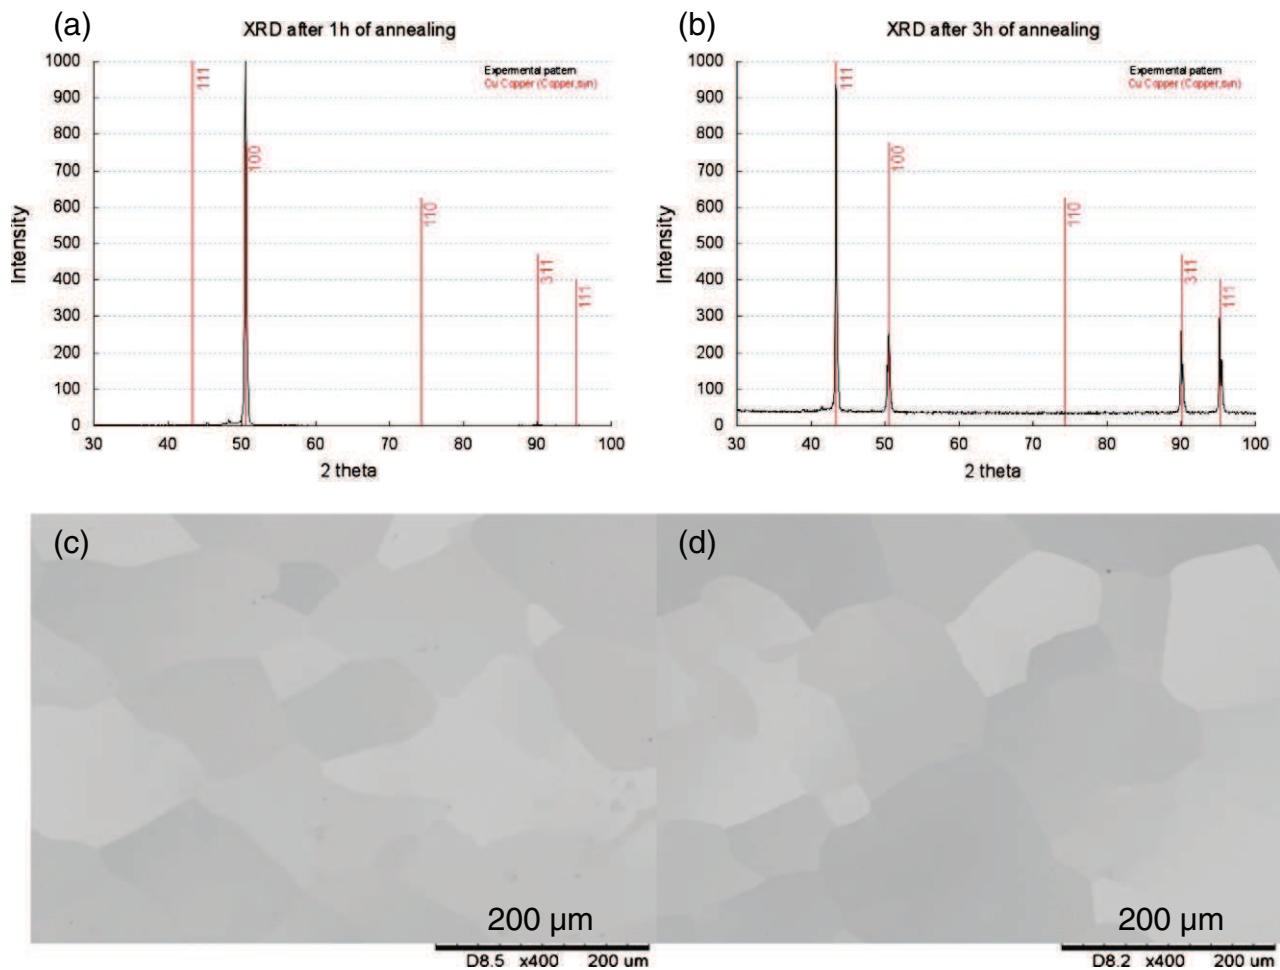 (a)
XRD after 1h of annealing
Expermental pattern
Cu Copper (Copper,syn)
Intensity
1000
900
800
700
600
500
400
300
200
100
0
111
100
110
311
111
30 40 50 60 70 80 90 100
2 theta
(b)
XRD after 3h of annealing
Expermental pattern
Cu Copper (Copper,syn)
Intensity
1000
900
800
700
600
500
400
300
200
100
0
111
100
110
311
111
30 40 50 60 70 80 90 100
2 theta
(c)
200 µm
D8.5 x400 200 um
(d)
200 µm
D8.2 x400 200 um